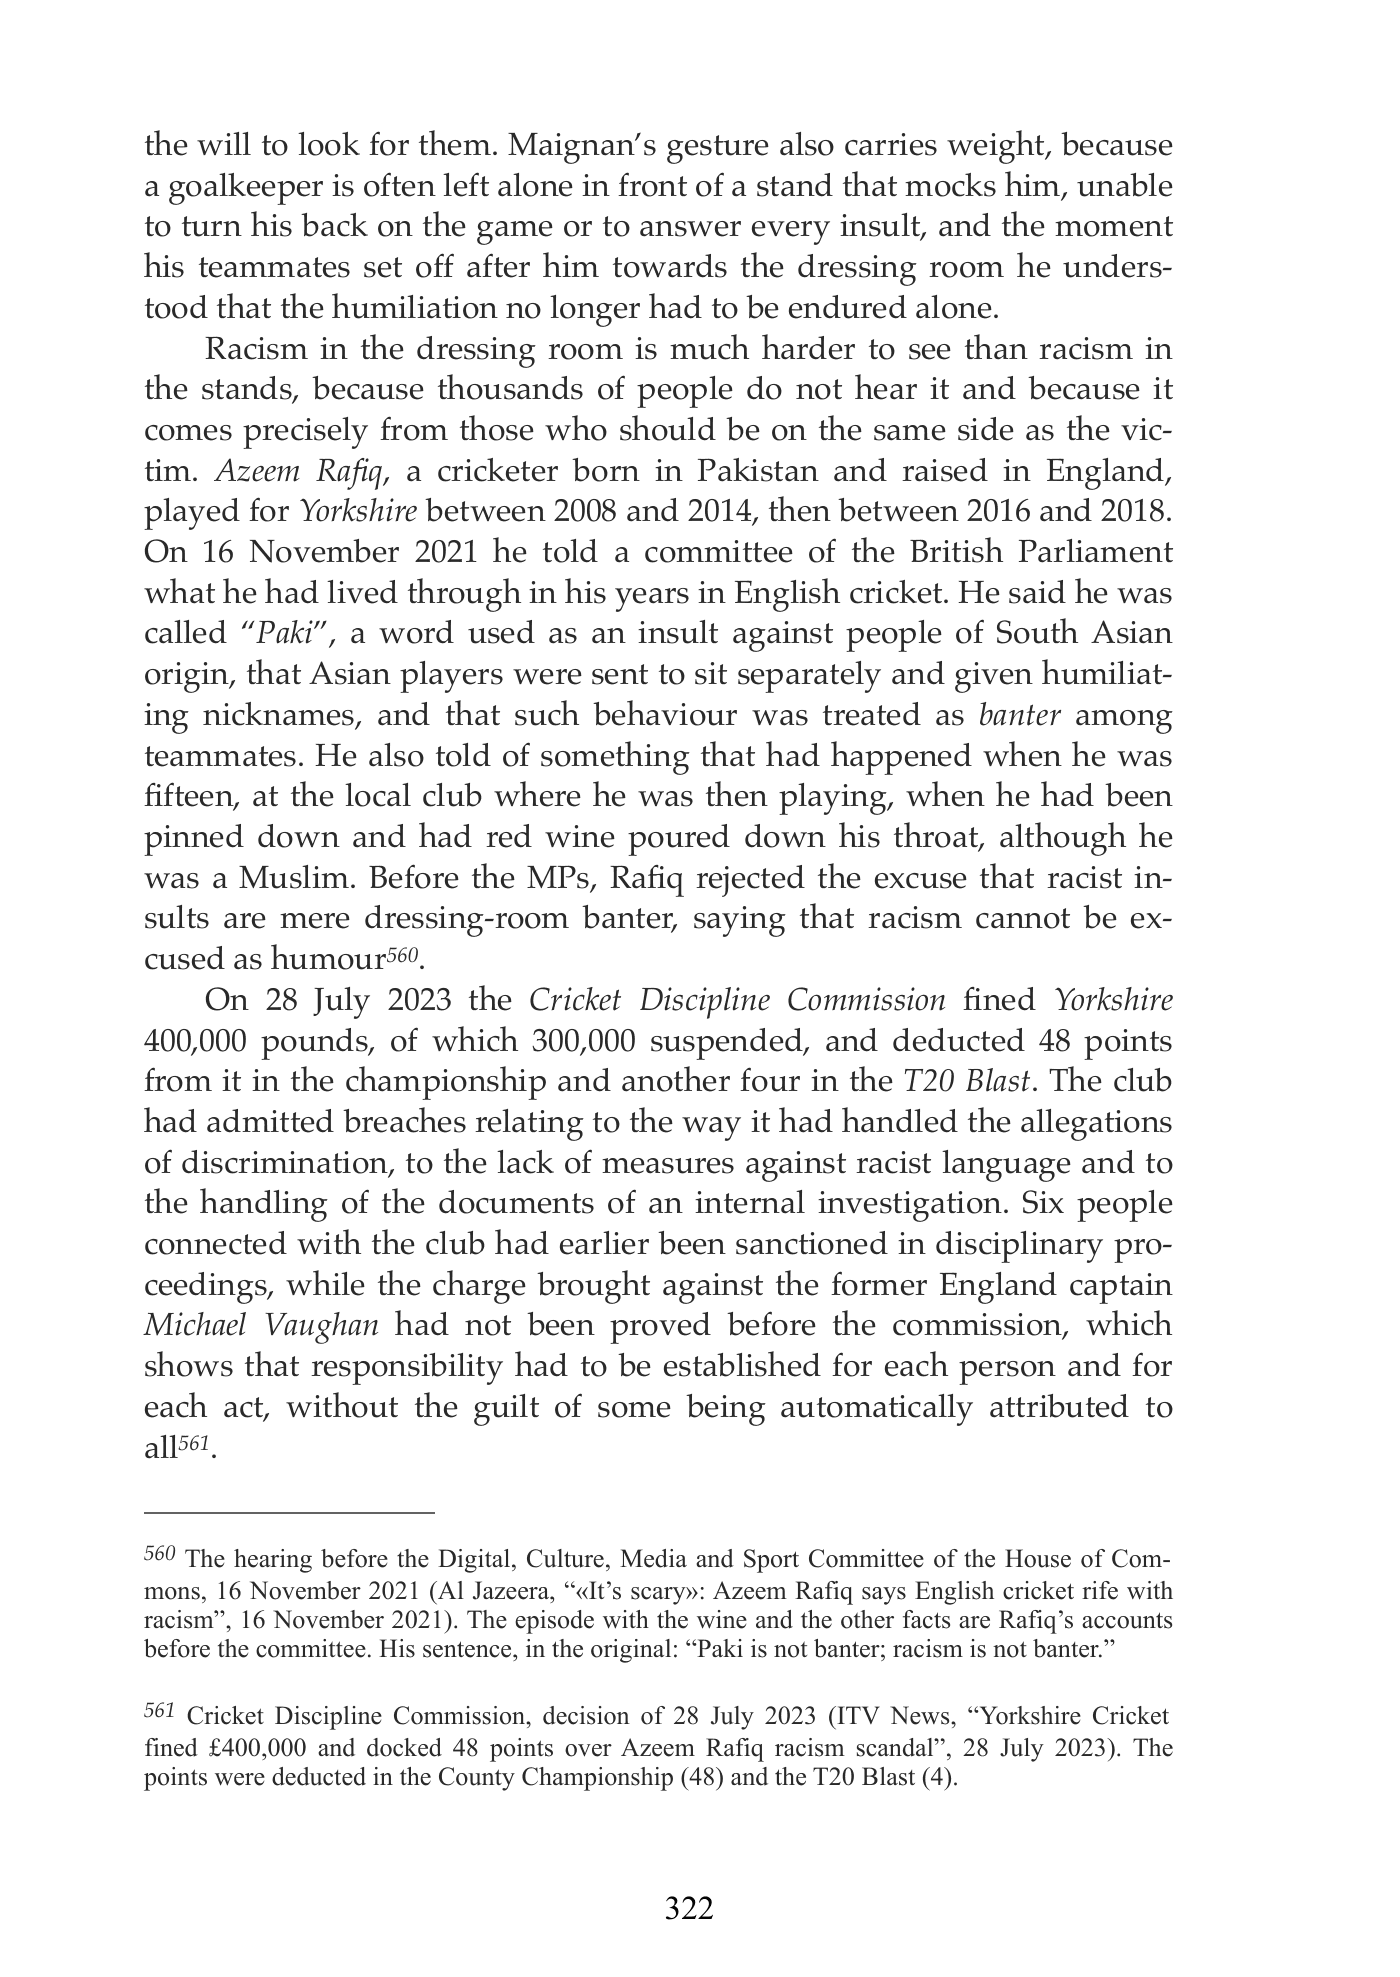 the will to look for them. Maignan’s gesture also carries weight, because
a goalkeeper is often left alone in front of a stand that mocks him, unable
to turn his back on the game or to answer every insult, and the moment
his teammates set off after him towards the dressing room he unders-
tood that the humiliation no longer had to be endured alone.
Racism in the dressing room is much harder to see than racism in
the stands, because thousands of people do not hear it and because it
comes precisely from those who should be on the same side as the vic-
tim. Azeem Rafiq, a cricketer born in Pakistan and raised in England,
played for Yorkshire between 2008 and 2014, then between 2016 and 2018.
On 16 November 2021 he told a committee of the British Parliament
what he had lived through in his years in English cricket. He said he was
called “Paki”, a word used as an insult against people of South Asian
origin, that Asian players were sent to sit separately and given humiliat-
ing nicknames, and that such behaviour was treated as banter among
teammates. He also told of something that had happened when he was
fifteen, at the local club where he was then playing, when he had been
pinned down and had red wine poured down his throat, although he
was a Muslim. Before the MPs, Rafiq rejected the excuse that racist in-
sults are mere dressing-room banter, saying that racism cannot be ex-
cused as humour560.
On 28 July 2023 the Cricket Discipline Commission fined Yorkshire
400,000 pounds, of which 300,000 suspended, and deducted 48 points
from it in the championship and another four in the T20 Blast. The club
had admitted breaches relating to the way it had handled the allegations
of discrimination, to the lack of measures against racist language and to
the handling of the documents of an internal investigation. Six people
connected with the club had earlier been sanctioned in disciplinary pro-
ceedings, while the charge brought against the former England captain
Michael Vaughan had not been proved before the commission, which
shows that responsibility had to be established for each person and for
each act, without the guilt of some being automatically attributed to
all561.
560 The hearing before the Digital, Culture, Media and Sport Committee of the House of Com-
mons, 16 November 2021 (Al Jazeera, “«It’s scary»: Azeem Rafiq says English cricket rife with
racism”, 16 November 2021). The episode with the wine and the other facts are Rafiq’s accounts
before the committee. His sentence, in the original: “Paki is not banter; racism is not banter.”
561 Cricket Discipline Commission, decision of 28 July 2023 (ITV News, “Yorkshire Cricket
fined £400,000 and docked 48 points over Azeem Rafiq racism scandal”, 28 July 2023). The
points were deducted in the County Championship (48) and the T20 Blast (4).
322